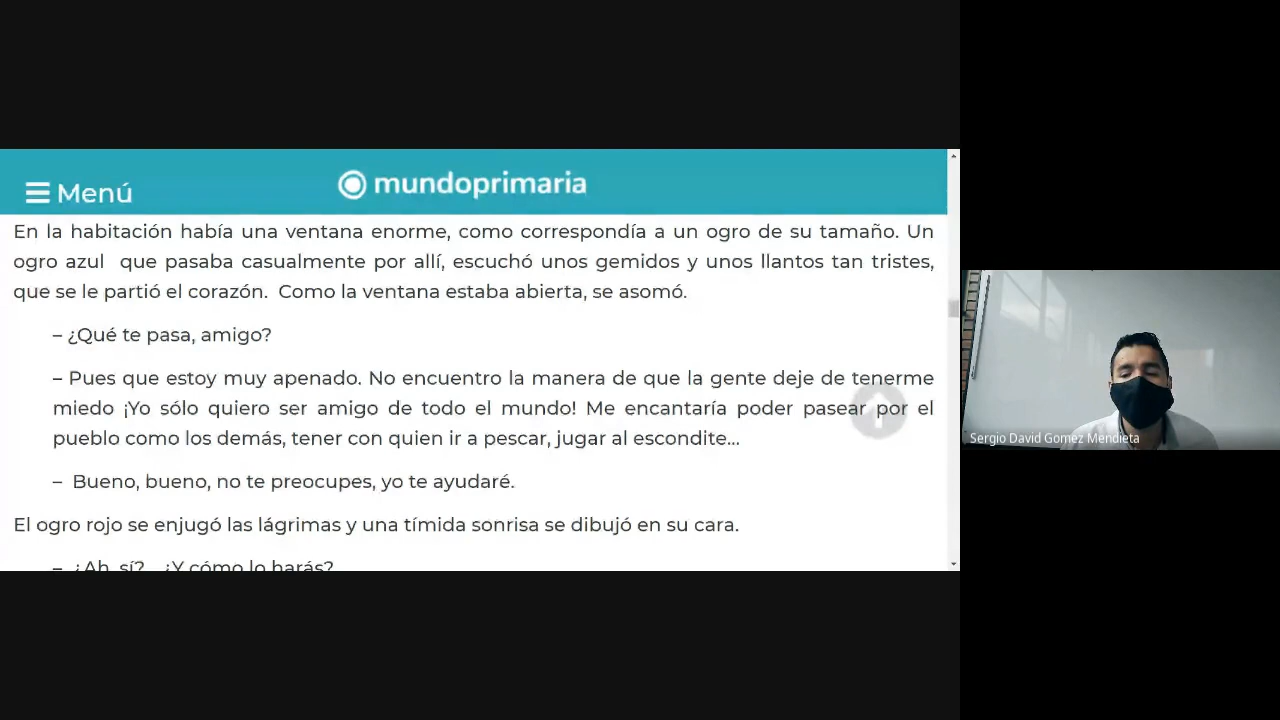 Menú
mundoprimaria
En la habitación había una ventana enorme, como correspondía a un ogro de su tamaño. Un
ogro azul que pasaba casualmente por allí, escuchó unos gemidos y unos llantos tan tristes,
que se le partió el corazón. Como la ventana estaba abierta, se asomó.
– ¿Qué te pasa, amigo?
– Pues que estoy muy apenado. No encuentro la manera de que la gente deje de tenerme
miedo ¡Yo sólo quiero ser amigo de todo el mundo! Me encantaría poder pasear por el
pueblo como los demás, tener con quien ir a pescar, jugar al escondite...
– Bueno, bueno, no te preocupes, yo te ayudaré.
El ogro rojo se enjugó las lágrimas y una tímida sonrisa se dibujó en su cara.
– ¿Ah, sí? ¿Y cómo lo harás?
Sergio David Gomez Mendieta